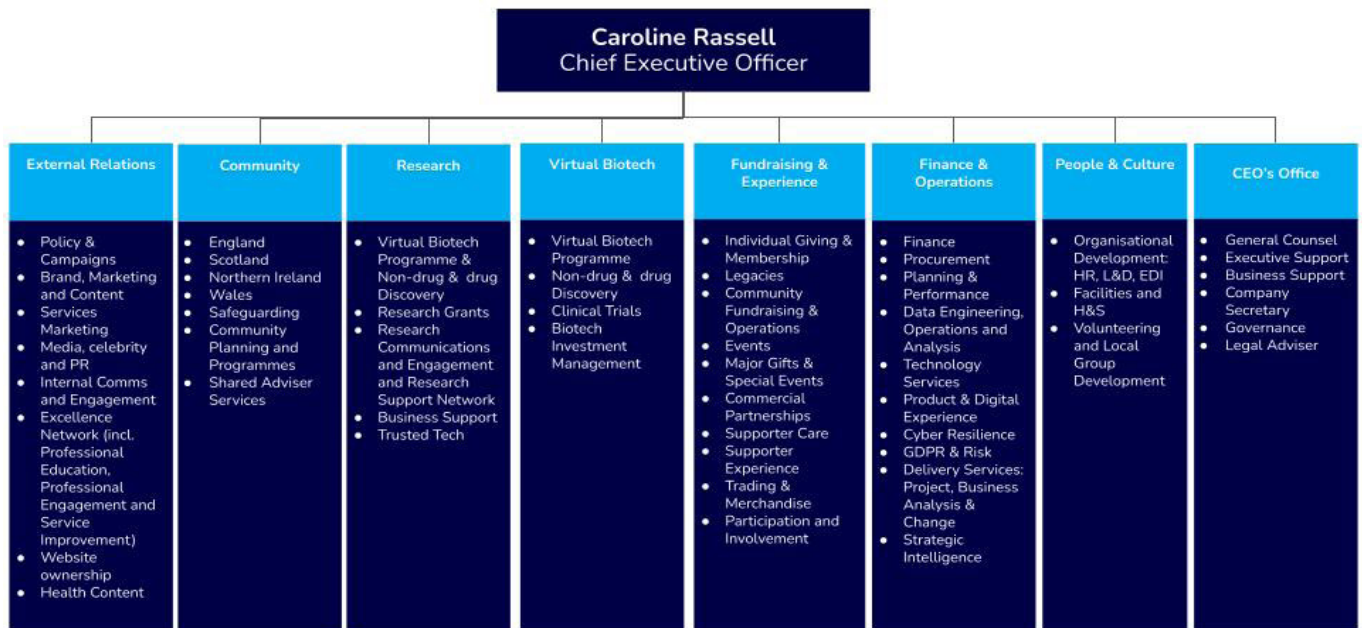 Caroline Rassell
Chief Executive Officer
External Relations
● Policy &
Campaigns
● Brand, Marketing
and Content
● Services
Marketing
● Media, celebrity
and PR
● Internal Comms
and Engagement
● Excellence
Network (incl.
Professional
Education,
Professional
Engagement and
Service
Improvement)
● Website
ownership
● Health Content
Community
● England
● Scotland
● Northern Ireland
● Wales
● Safeguarding
● Community
Planning and
Programmes
● Shared Adviser
Services
Research
● Virtual Biotech
Programme &
Non-drug & drug
Discovery
● Research Grants
● Research
Communications
and Engagement
and Research
Support Network
● Business Support
● Trusted Tech
Virtual Biotech
● Virtual Biotech
Programme
● Non-drug & drug
Discovery
● Clinical Trials
● Biotech
Investment
Management
Fundraising &
Experience
● Individual Giving &
Membership
● Legacies
● Community
Fundraising &
Operations
● Events
● Major Gifts &
Special Events
● Commercial
Partnerships
● Supporter Care
● Supporter
Experience
● Trading &
Merchandise
● Participation and
Involvement
Finance &
Operations
● Finance
● Procurement
● Planning &
Performance
● Data Engineering,
Operations and
Analysis
● Technology
Services
● Product & Digital
Experience
● Cyber Resilience
● GDPR & Risk
● Delivery Services:
Project, Business
Analysis &
Change
● Strategic
Intelligence
People & Culture
● Organisational
Development:
HR, L&D, EDI
● Facilities and
H&S
● Volunteering
and Local
Group
Development
CEO's Office
● General Counsel
● Executive Support
● Business Support
● Company
Secretary
● Governance
● Legal Adviser